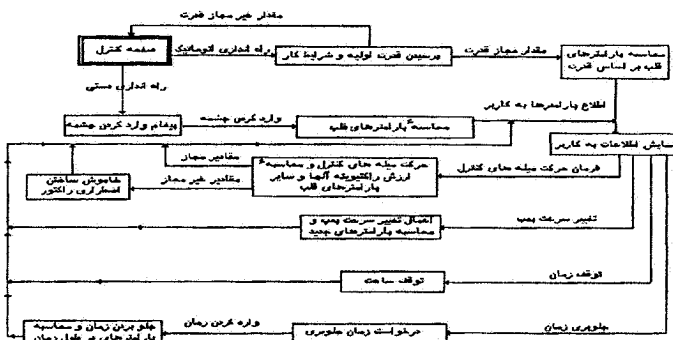 مقدار غیر مجاز قدرت
صفحه کنترل
راه اندازی اتوماتیک
پرسیدن قدرت اولیه و شرایط کار
مقدار مجاز قدرت
محاسبه پارامترهای
قلب بر اساس قدرت
راه اندازی دستی
اطلاع پارامترها به کاربر
پیغام وارد کردن چشمه
وارد کردن چشمه
محاسبه پارامترهای قلب
نمایش اطلاعات به کاربر
مقادیر مجاز
حرکت میله های کنترل و محاسبه
ارزش راکتیویته آنها و سایر
پارامترهای قلب
فرمان حرکت میله های کنترل
خاموش ساختن
اضطراری راکتور
مقادیر غیر مجاز
اعمال تغییر سرعت پمپ و
محاسبه پارامترهای جدید
تغییر سرعت پمپ
توقف ساعت
توقف زمان
جلو بردن زمان و محاسبه
پارامترهای در طول زمان
وارد کردن زمان
درخواست زمان جلوبری
جلوبری زمان